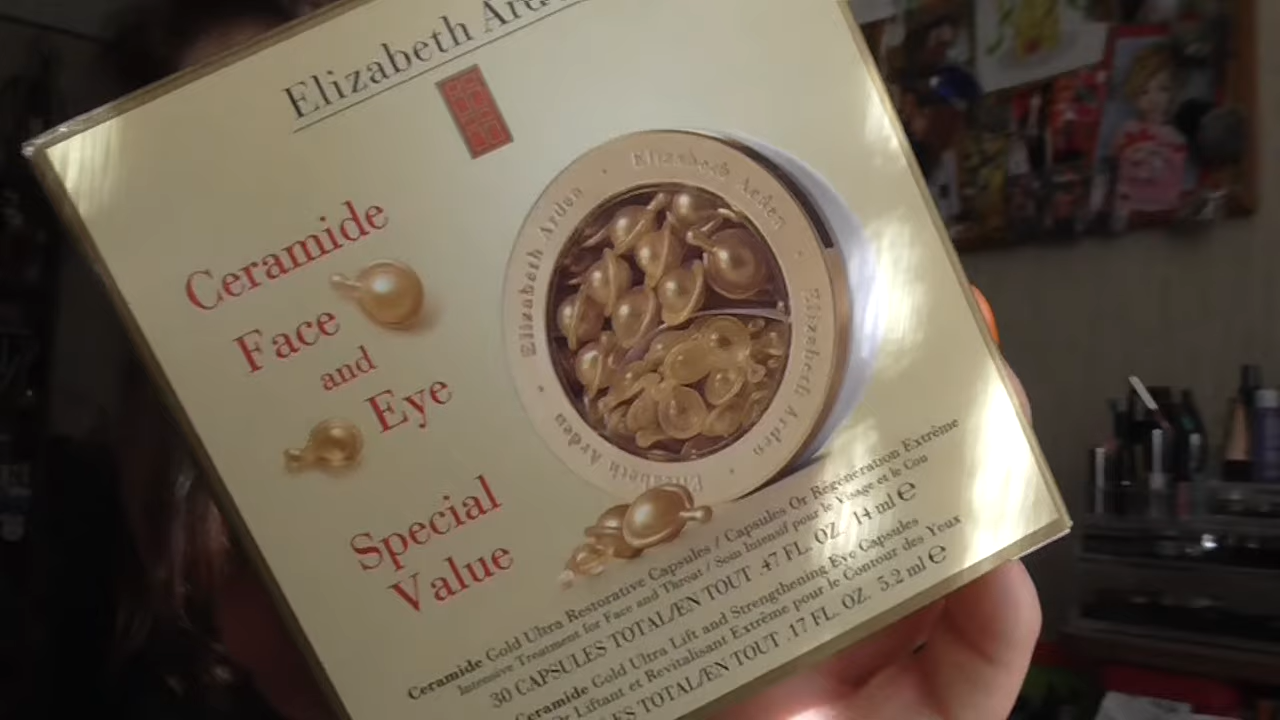 Elizabeth Arden
Ceramide
Face
and
Eye
Special
Value
Elizabeth Arden · Elizabeth Arden · Elizabeth Arden · Elizabeth Arden ·
Ceramide Gold Ultra Restorative Capsules / Capsules Or Régénération Extrême
Intensive Treatment for Face and Throat / Soin Intensif pour le Visage et le Cou
30 CAPSULES TOTAL/EN TOUT .47 FL. OZ. 14 ml ℮
Ceramide Gold Ultra Lift and Strengthening Eye Capsules
Or Liftant et Revitalisant Extrême pour le Contour des Yeux
TOTAL/EN TOUT .17 FL. OZ. 5.2 ml ℮